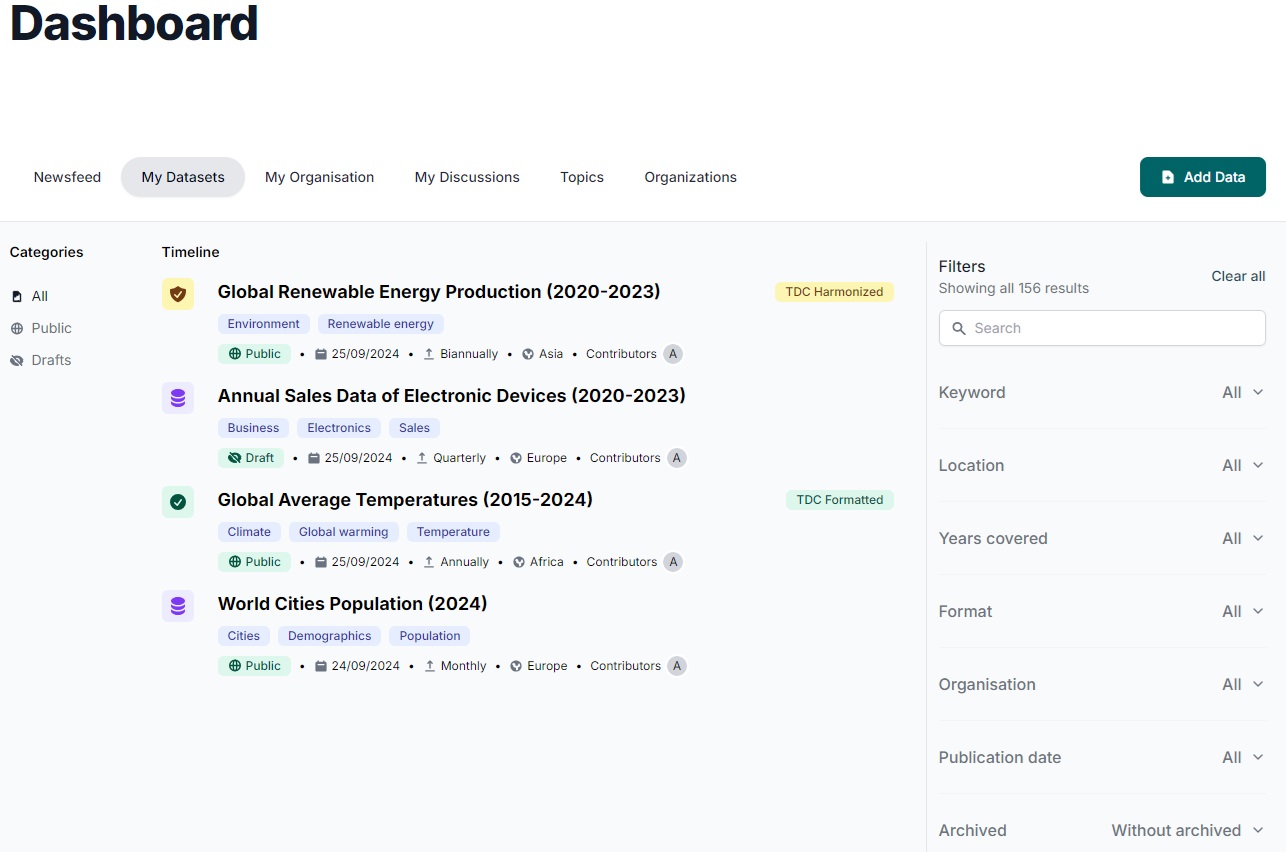 Dashboard
Newsfeed My Datasets My Organisation My Discussions Topics Organizations Add Data
Categories
All
Public
Drafts
Timeline
Global Renewable Energy Production (2020-2023) TDC Harmonized
Environment Renewable energy
Public • 25/09/2024 • Biannually • Asia • Contributors A
Annual Sales Data of Electronic Devices (2020-2023)
Business Electronics Sales
Draft • 25/09/2024 • Quarterly • Europe • Contributors A
Global Average Temperatures (2015-2024) TDC Formatted
Climate Global warming Temperature
Public • 25/09/2024 • Annually • Africa • Contributors A
World Cities Population (2024)
Cities Demographics Population
Public • 24/09/2024 • Monthly • Europe • Contributors A
Filters
Showing all 156 results
Clear all
Search
Keyword All
Location All
Years covered All
Format All
Organisation All
Publication date All
Archived Without archived